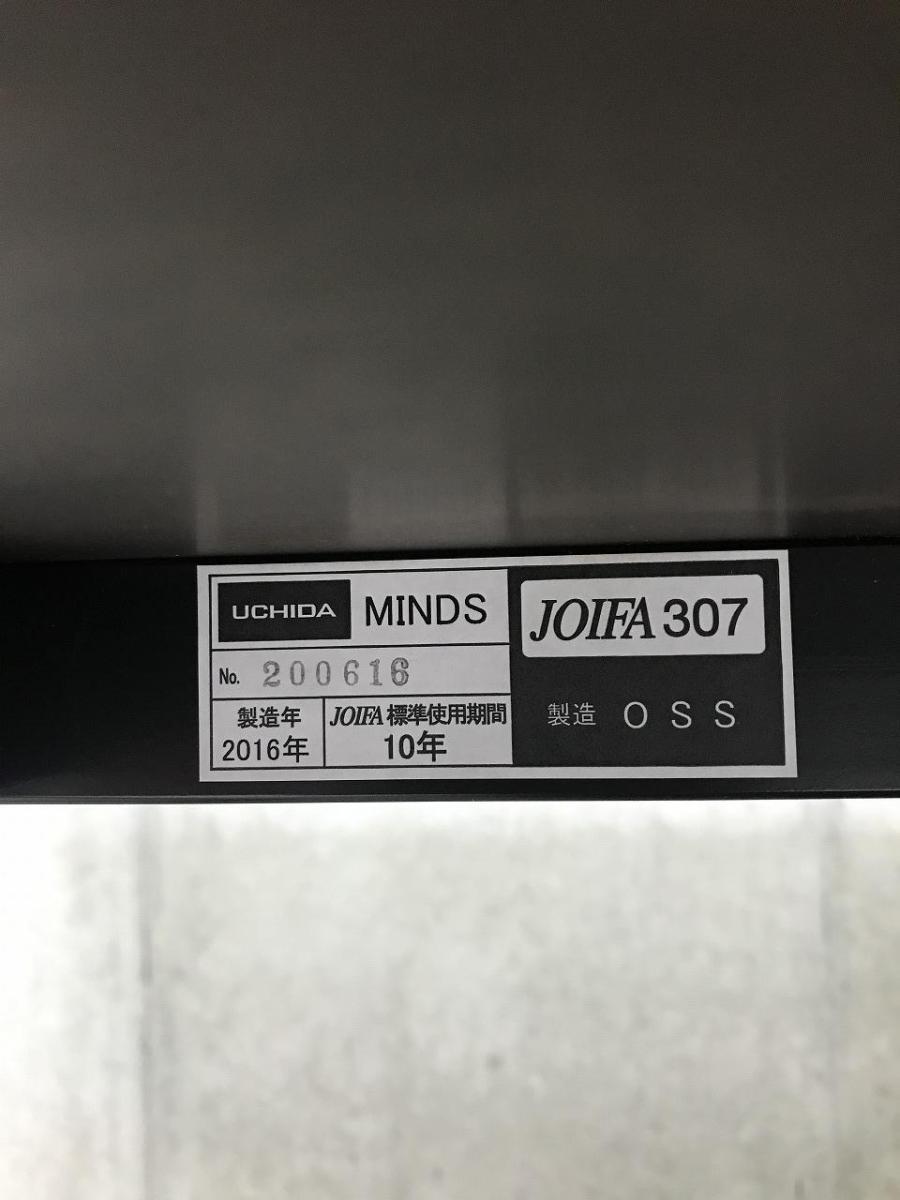 UCHIDA MINDS
No. 200616
製造年
2016年
JOIFA 標準使用期間
10年
JOIFA 307
製造 OSS